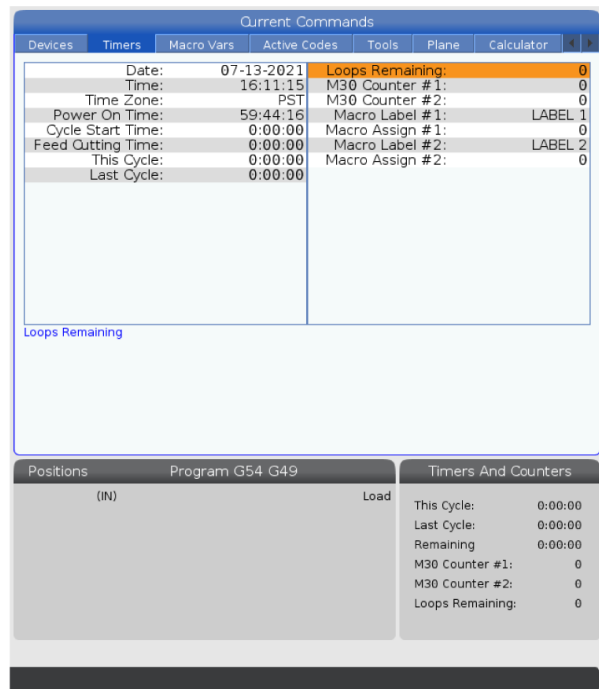 Current Commands
Devices Timers Macro Vars Active Codes Tools Plane Calculator
Date: 07-13-2021 Loops Remaining: 0
Time: 16:11:15 M30 Counter #1: 0
Time Zone: PST M30 Counter #2: 0
Power On Time: 59:44:16 Macro Label #1: LABEL 1
Cycle Start Time: 0:00:00 Macro Assign #1: 0
Feed Cutting Time: 0:00:00 Macro Label #2: LABEL 2
This Cycle: 0:00:00 Macro Assign #2: 0
Last Cycle: 0:00:00
Loops Remaining
Positions Program G54 G49 Timers And Counters
(IN) Load
This Cycle: 0:00:00
Last Cycle: 0:00:00
Remaining 0:00:00
M30 Counter #1: 0
M30 Counter #2: 0
Loops Remaining: 0